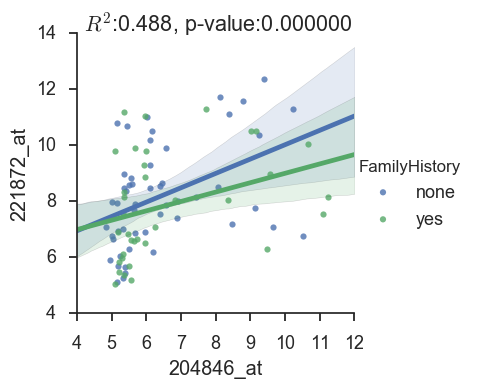 R²:0.488, p-value:0.000000
14
12
10
8
6
4
221872_at
4 5 6 7 8 9 10 11 12
204846_at
FamilyHistory
none
yes